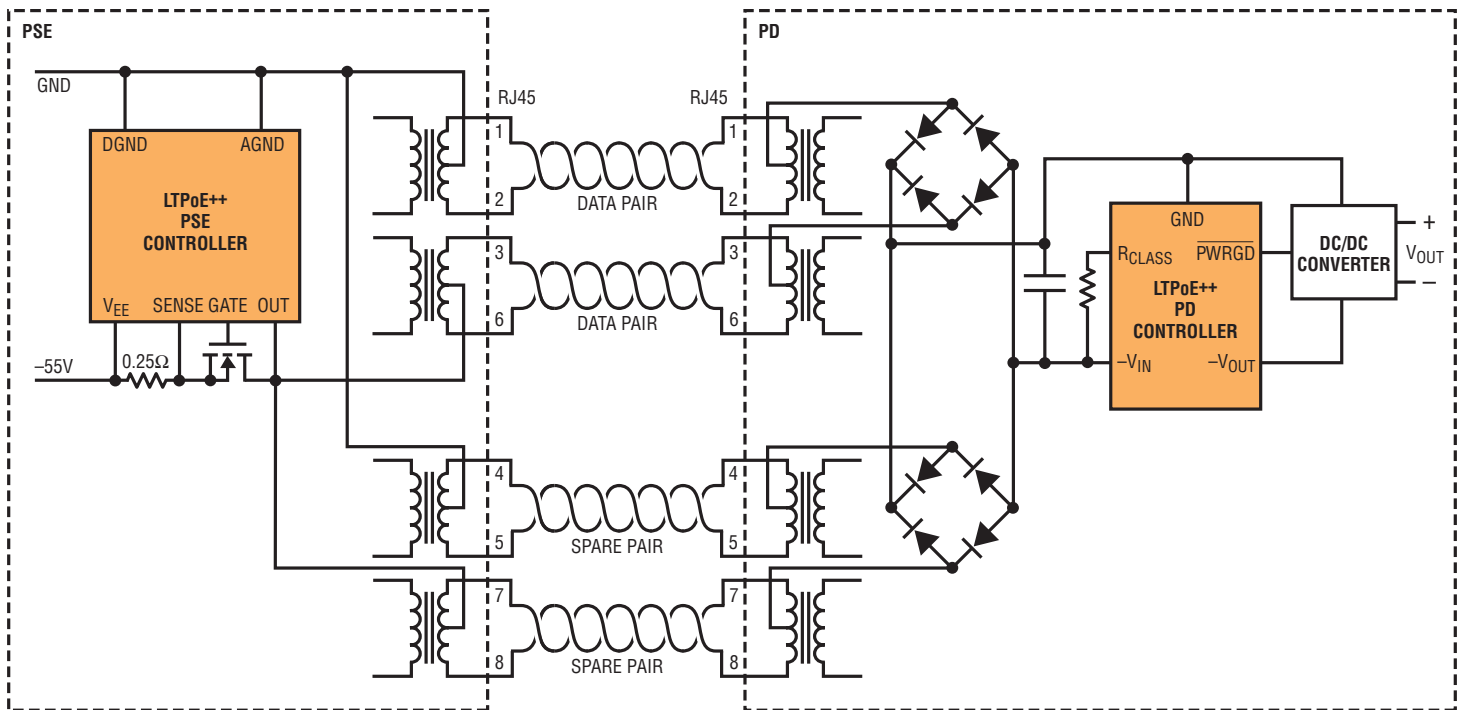 PSE
GND
DGND
AGND
LTPoE++
PSE
CONTROLLER
VEE
SENSE
GATE
OUT
–55V
0.25Ω
RJ45
1
2
3
6
4
5
7
8
DATA PAIR
DATA PAIR
SPARE PAIR
SPARE PAIR
RJ45
1
2
3
6
4
5
7
8
PD
GND
RCLASS
PWRGD
LTPoE++
PD
CONTROLLER
–VIN
–VOUT
DC/DC
CONVERTER
+
VOUT
–